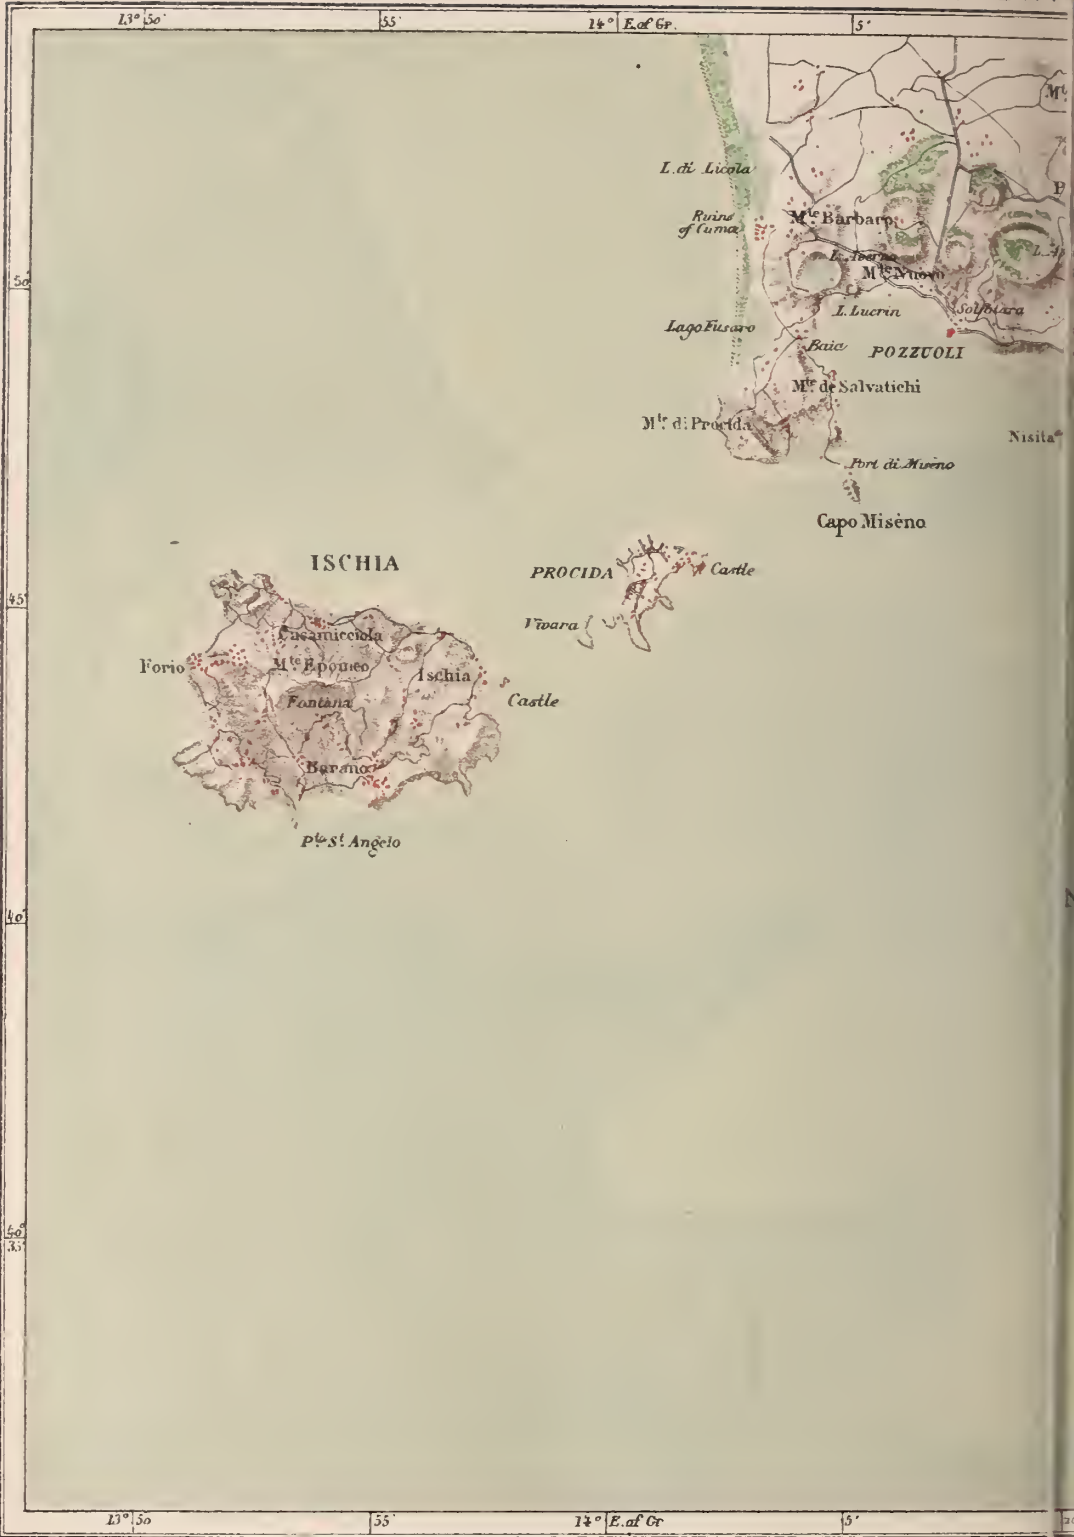 13° 50'
55'
14° E. of Gr.
5'
L. di Licola
Ruins
of Cuma
Mte. Barbaro
L. Averno
Mte. Nuovo
50'
L. Lucrin
Solfatara
Lago Fusaro
Baia
POZZUOLI
Mte. de Salvatichi
Mte. di Procida
Nisita
Port di Miseno
Capo Misèno
ISCHIA
PROCIDA
Castle
45'
Vivara
Casamicciola
Forio
Mte. Epomeo
Ischia
Fontana
Castle
Barano
Pta. St. Angelo
40'
40°
35'
13° 50
55'
14° E. of Gr
5'